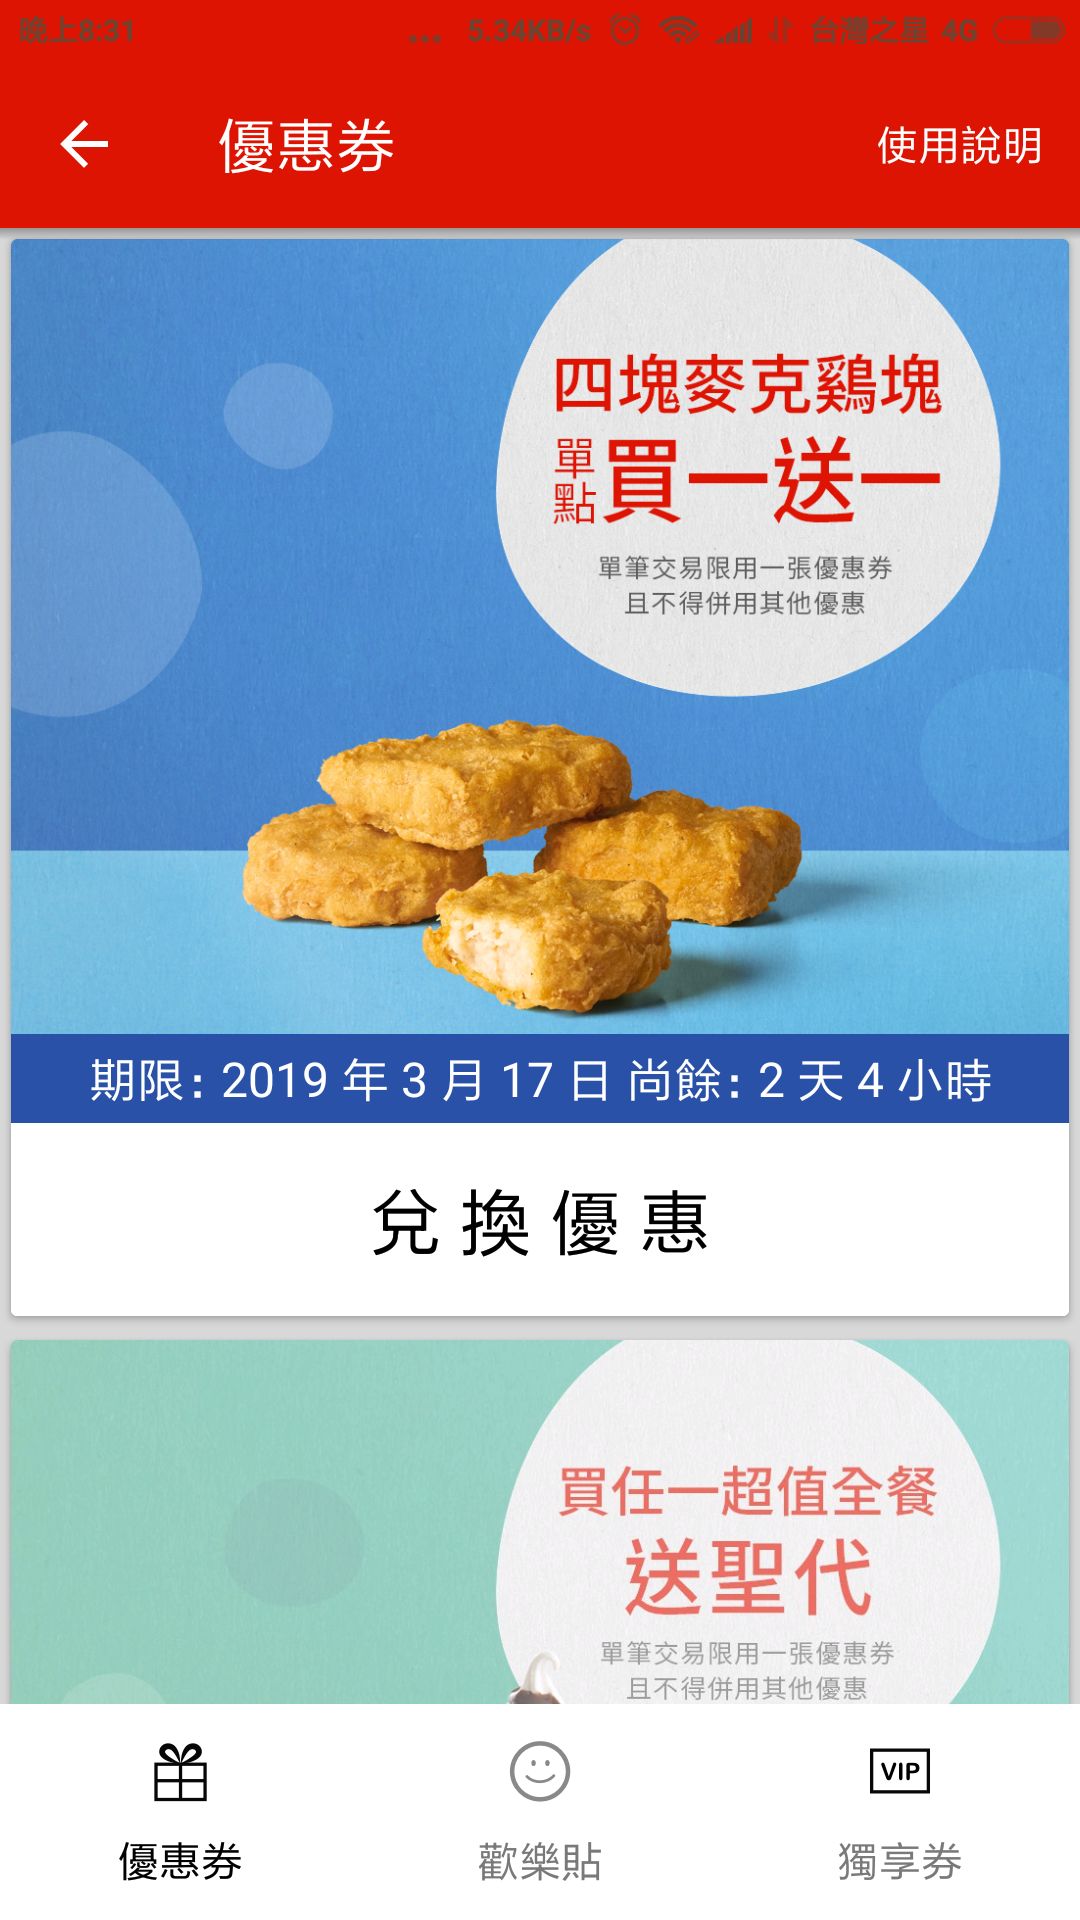 晚上8:31 ... 5.34KB/s 台灣之星 4G
優惠券 使用說明
四塊麥克鷄塊
單點 買一送一
單筆交易限用一張優惠券
且不得併用其他優惠
期限: 2019 年 3 月 17 日 尚餘: 2 天 4 小時
兌換優惠
買任一超值全餐
送聖代
單筆交易限用一張優惠券
且不得併用其他優惠
VIP
優惠券 歡樂貼 獨享券